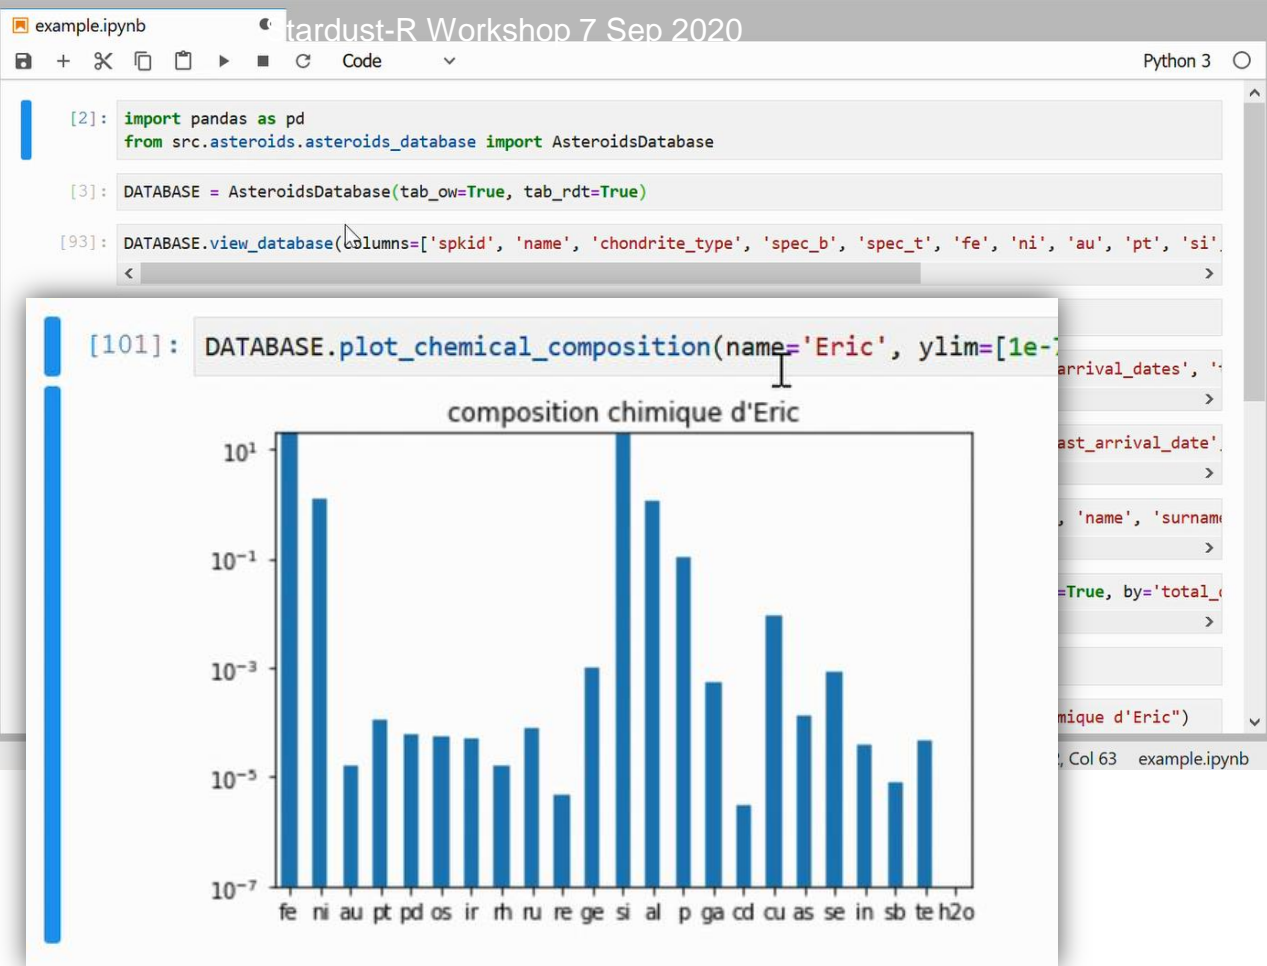 example.ipynb
tardust-R Workshop 7 Sep 2020
Code
Python 3
[2]: import pandas as pd
from src.asteroids.asteroids_database import AsteroidsDatabase
[3]: DATABASE = AsteroidsDatabase(tab_ow=True, tab_rdt=True)
[93]: DATABASE.view_database(columns=['spkid', 'name', 'chondrite_type', 'spec_b', 'spec_t', 'fe', 'ni', 'au', 'pt', 'si'
[101]: DATABASE.plot_chemical_composition(name='Eric', ylim=[1e-7
arrival_dates', '
ast_arrival_date'
, 'name', 'surname
=True, by='total_
mique d'Eric")
composition chimique d'Eric
10¹
10⁻¹
10⁻³
10⁻⁵
10⁻⁷
fe ni au pt pd os ir rh ru re ge si al p ga cd cu as se in sb te h2o
, Col 63 example.ipynb